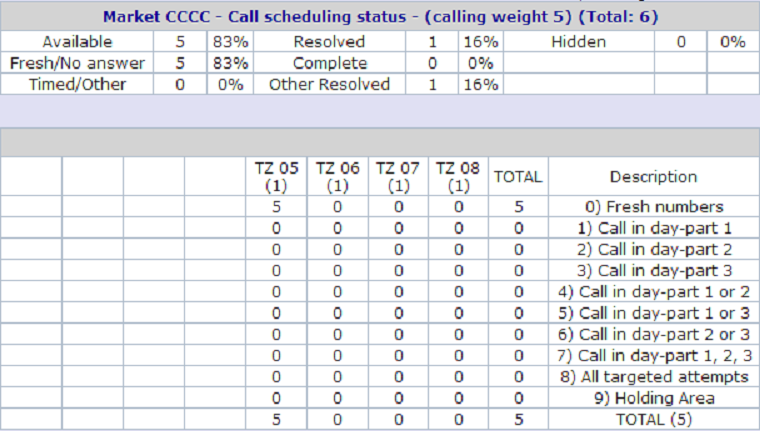 Market CCCC - Call scheduling status - (calling weight 5) (Total: 6)
Available 5 83% Resolved 1 16% Hidden 0 0%
Fresh/No answer 5 83% Complete 0 0%
Timed/Other 0 0% Other Resolved 1 16%
TZ 05 (1) TZ 06 (1) TZ 07 (1) TZ 08 (1) TOTAL Description
5 0 0 0 5 0) Fresh numbers
0 0 0 0 0 1) Call in day-part 1
0 0 0 0 0 2) Call in day-part 2
0 0 0 0 0 3) Call in day-part 3
0 0 0 0 0 4) Call in day-part 1 or 2
0 0 0 0 0 5) Call in day-part 1 or 3
0 0 0 0 0 6) Call in day-part 2 or 3
0 0 0 0 0 7) Call in day-part 1, 2, 3
0 0 0 0 0 8) All targeted attempts
0 0 0 0 0 9) Holding Area
5 0 0 0 5 TOTAL (5)